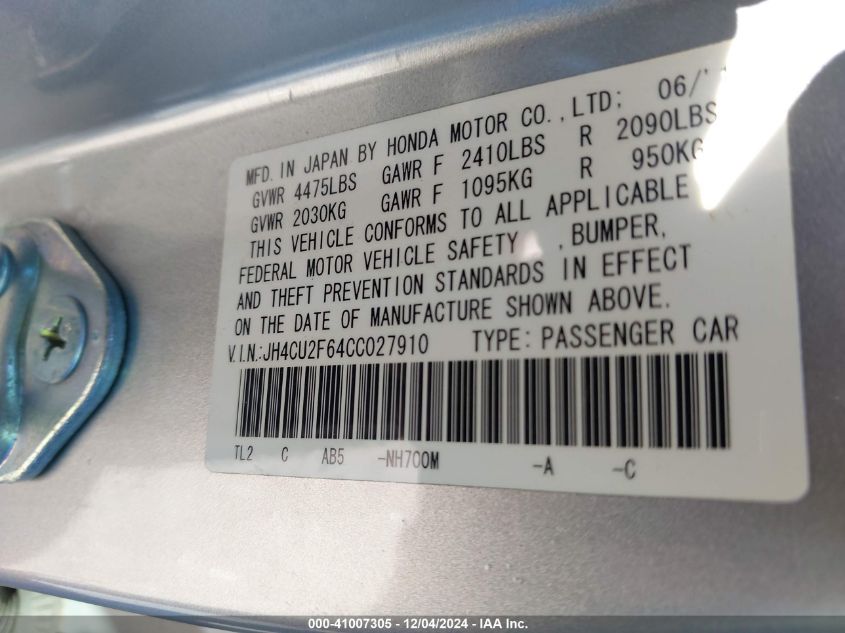 MFD. IN JAPAN BY HONDA MOTOR CO., LTD; 06/
GVWR 4475LBS GAWR F 2410LBS R 2090LBS
GVWR 2030KG GAWR F 1095KG R 950KG
THIS VEHICLE CONFORMS TO ALL APPLICABLE
FEDERAL MOTOR VEHICLE SAFETY , BUMPER,
AND THEFT PREVENTION STANDARDS IN EFFECT
ON THE DATE OF MANUFACTURE SHOWN ABOVE.
V.I.N.:JH4CU2F64CC027910 TYPE: PASSENGER CAR
TL2 C AB5 -NH700M -A -C
000-41007305 - 12/04/2024 - IAA Inc.